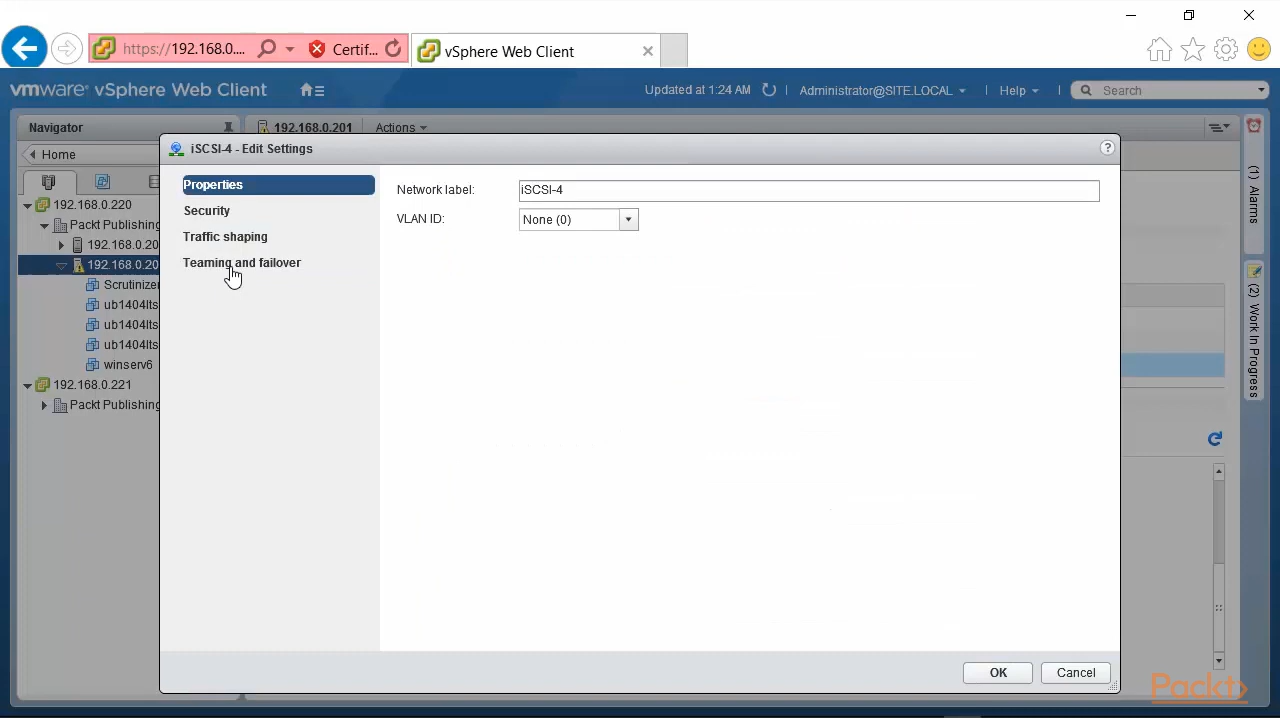 https://192.168.0.... Certif... vSphere Web Client
vmware vSphere Web Client Updated at 1:24 AM Administrator@SITE.LOCAL Help Search
Navigator 192.168.0.201 Actions
Home
iSCSI-4 - Edit Settings
Properties
Security
Traffic shaping
Teaming and failover
Network label: iSCSI-4
VLAN ID: None (0)
192.168.0.220
Packt Publishing
192.168.0.20
192.168.0.20
Scrutinizer
ub1404lts
ub1404lts
ub1404lts
winserv6
192.168.0.221
Packt Publishing
(1) Alarms
(2) Work In Progress
OK Cancel
Packt